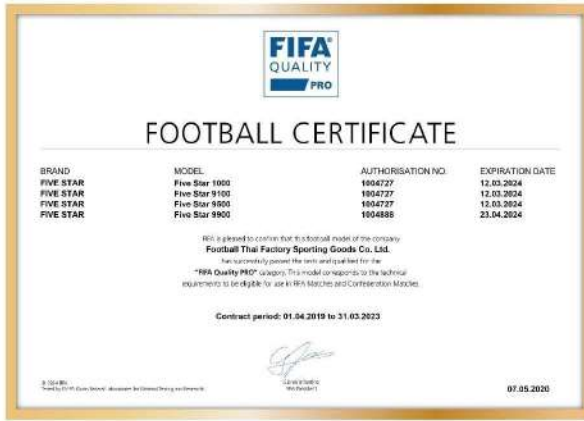 FIFA
QUALITY
PRO
FOOTBALL CERTIFICATE
BRAND MODEL AUTHORISATION NO. EXPIRATION DATE
FIVE STAR Five Star 1000 1004727 12.03.2024
FIVE STAR Five Star 9100 1004727 12.03.2024
FIVE STAR Five Star 9500 1004727 12.03.2024
FIVE STAR Five Star 9900 1004888 23.04.2024
FIFA is pleased to confirm that this football model of the company
Football Thai Factory Sporting Goods Co. Ltd.
has successfully passed the tests and qualified for the
"FIFA Quality PRO" category. This model corresponds to the technical
requirements to be eligible for use in FIFA Matches and Confederation Matches.
Contract period: 01.04.2019 to 31.03.2023
07.05.2020